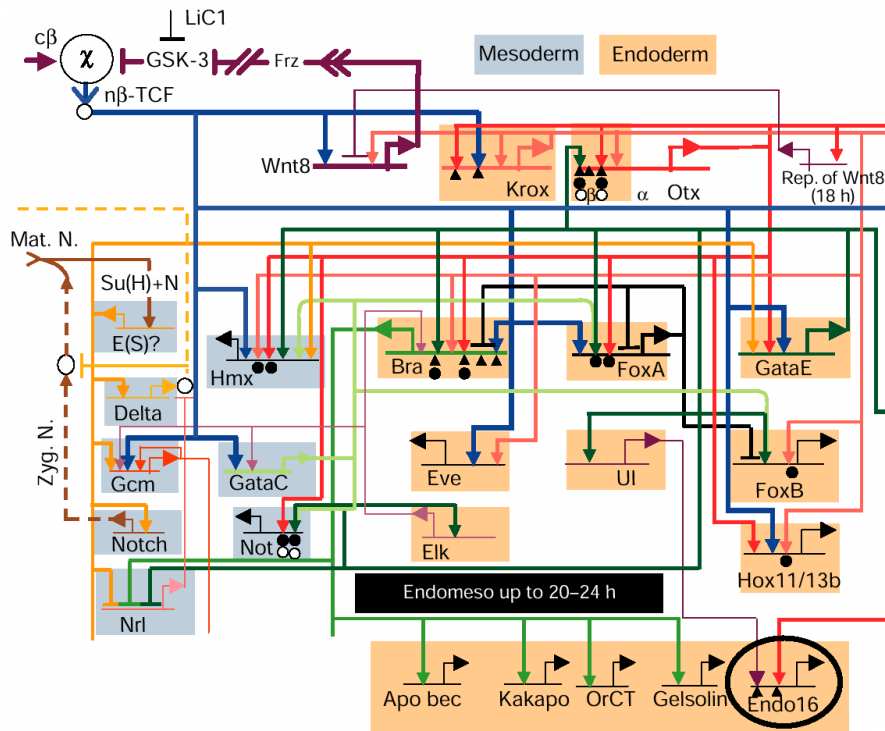 LiC1
cβ
χ
GSK-3
Frz
Mesoderm
Endoderm
nβ-TCF
Wnt8
Krox
β
α
Otx
Rep. of Wnt8
(18 h)
Mat. N.
Su(H)+N
E(S)?
Hmx
Bra
FoxA
GataE
Delta
Zyg. N.
Gcm
GataC
Eve
UI
FoxB
Notch
Not
Elk
Hox11/13b
Nrl
Endomeso up to 20–24 h
Apo bec
Kakapo
OrCT
Gelsolin
Endo16